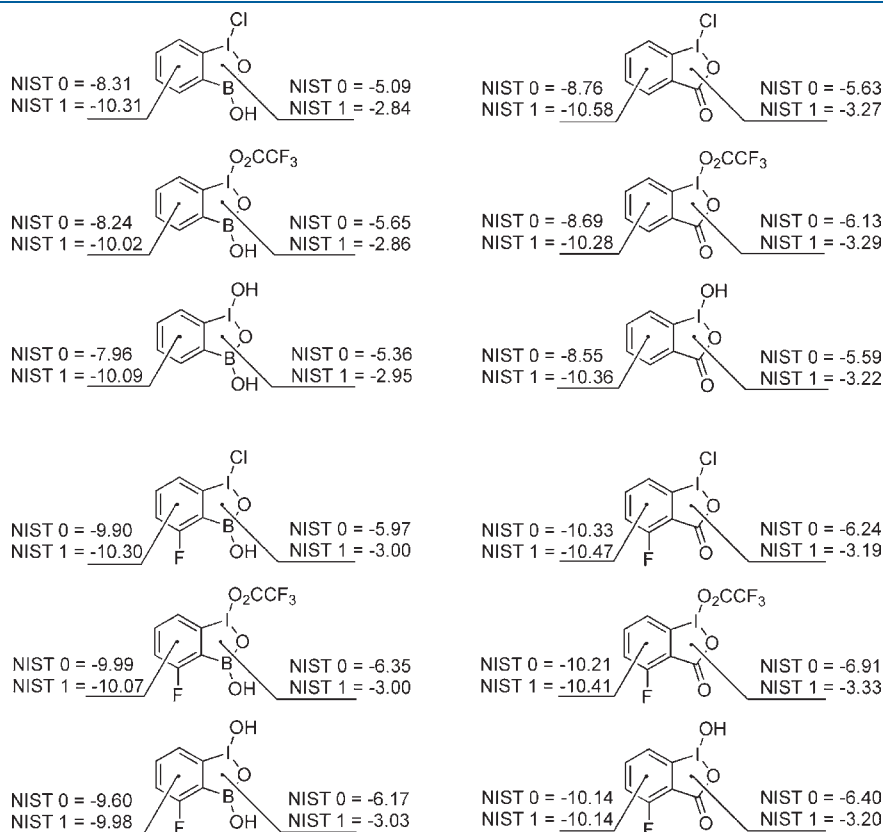 Cl
I
O
B
OH
NIST 0 = -8.31
NIST 1 = -10.31
NIST 0 = -5.09
NIST 1 = -2.84
Cl
I
O
O
NIST 0 = -8.76
NIST 1 = -10.58
NIST 0 = -5.63
NIST 1 = -3.27
O₂CCF₃
I
O
B
OH
NIST 0 = -8.24
NIST 1 = -10.02
NIST 0 = -5.65
NIST 1 = -2.86
O₂CCF₃
I
O
O
NIST 0 = -8.69
NIST 1 = -10.28
NIST 0 = -6.13
NIST 1 = -3.29
OH
I
O
B
OH
NIST 0 = -7.96
NIST 1 = -10.09
NIST 0 = -5.36
NIST 1 = -2.95
OH
I
O
O
NIST 0 = -8.55
NIST 1 = -10.36
NIST 0 = -5.59
NIST 1 = -3.22
Cl
I
O
B
OH
F
NIST 0 = -9.90
NIST 1 = -10.30
NIST 0 = -5.97
NIST 1 = -3.00
Cl
I
O
O
F
NIST 0 = -10.33
NIST 1 = -10.47
NIST 0 = -6.24
NIST 1 = -3.19
O₂CCF₃
I
O
B
OH
F
NIST 0 = -9.99
NIST 1 = -10.07
NIST 0 = -6.35
NIST 1 = -3.00
O₂CCF₃
I
O
O
F
NIST 0 = -10.21
NIST 1 = -10.41
NIST 0 = -6.91
NIST 1 = -3.33
OH
I
O
B
OH
F
NIST 0 = -9.60
NIST 1 = -9.98
NIST 0 = -6.17
NIST 1 = -3.03
OH
I
O
O
F
NIST 0 = -10.14
NIST 1 = -10.14
NIST 0 = -6.40
NIST 1 = -3.20